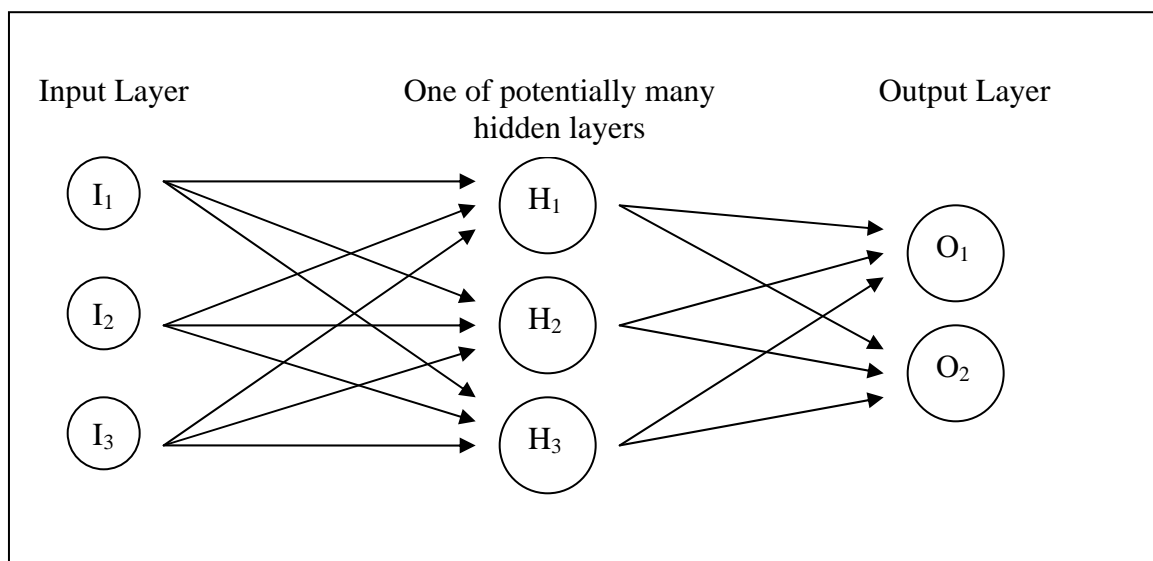 Input Layer
One of potentially many
hidden layers
Output Layer
I₁
H₁
O₁
I₂
H₂
O₂
I₃
H₃